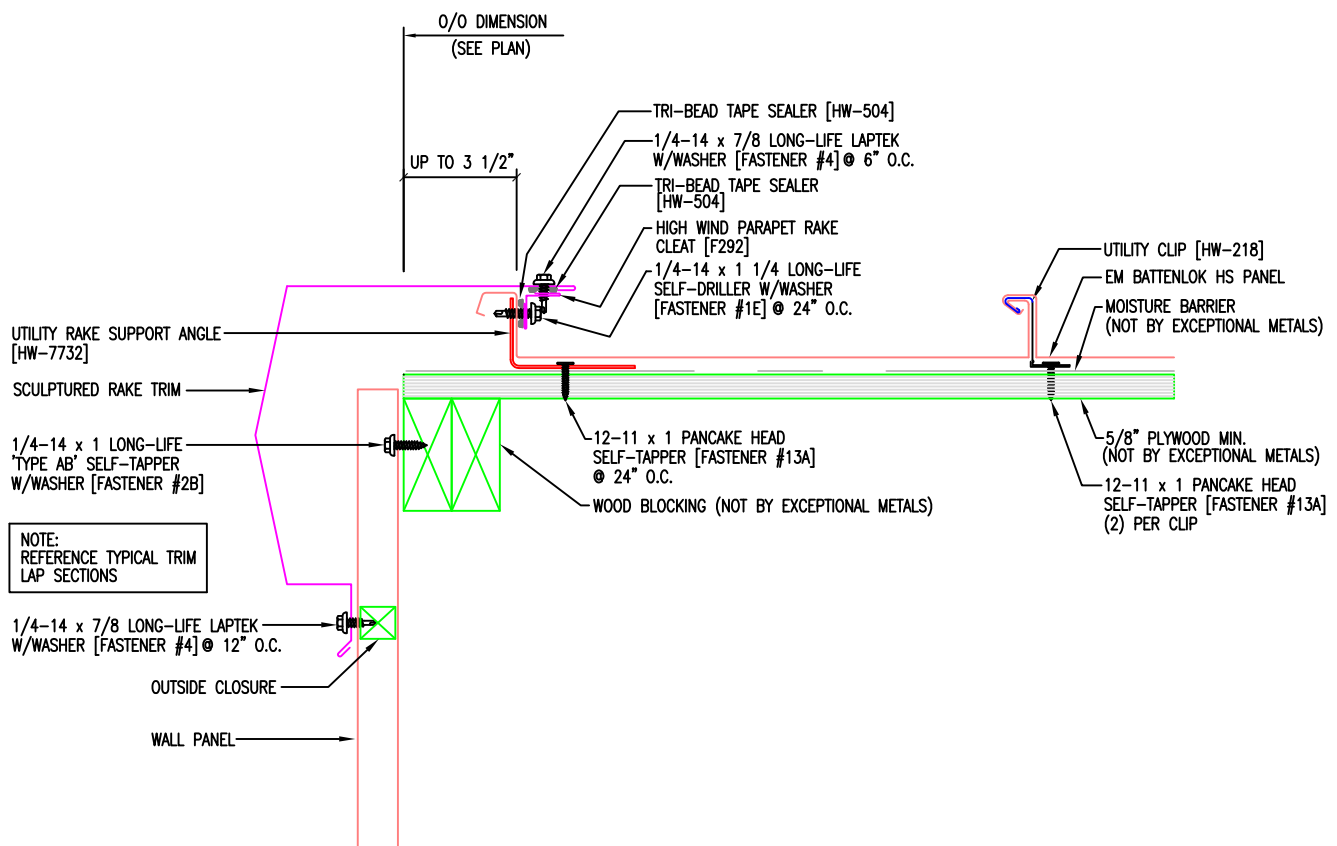 O/O DIMENSION
(SEE PLAN)
UP TO 3 1/2"
TRI-BEAD TAPE SEALER [HW-504]
1/4-14 x 7/8 LONG-LIFE LAPTEK
W/WASHER [FASTENER #4] @ 6" O.C.
TRI-BEAD TAPE SEALER
[HW-504]
HIGH WIND PARAPET RAKE
CLEAT [F292]
1/4-14 x 1 1/4 LONG-LIFE
SELF-DRILLER W/WASHER
[FASTENER #1E] @ 24" O.C.
UTILITY CLIP [HW-218]
EM BATTENLOK HS PANEL
MOISTURE BARRIER
(NOT BY EXCEPTIONAL METALS)
UTILITY RAKE SUPPORT ANGLE
[HW-7732]
SCULPTURED RAKE TRIM
1/4-14 x 1 LONG-LIFE
'TYPE AB' SELF-TAPPER
W/WASHER [FASTENER #2B]
12-11 x 1 PANCAKE HEAD
SELF-TAPPER [FASTENER #13A]
@ 24" O.C.
WOOD BLOCKING (NOT BY EXCEPTIONAL METALS)
5/8" PLYWOOD MIN.
(NOT BY EXCEPTIONAL METALS)
12-11 x 1 PANCAKE HEAD
SELF-TAPPER [FASTENER #13A]
(2) PER CLIP
NOTE:
REFERENCE TYPICAL TRIM
LAP SECTIONS
1/4-14 x 7/8 LONG-LIFE LAPTEK
W/WASHER [FASTENER #4] @ 12" O.C.
OUTSIDE CLOSURE
WALL PANEL